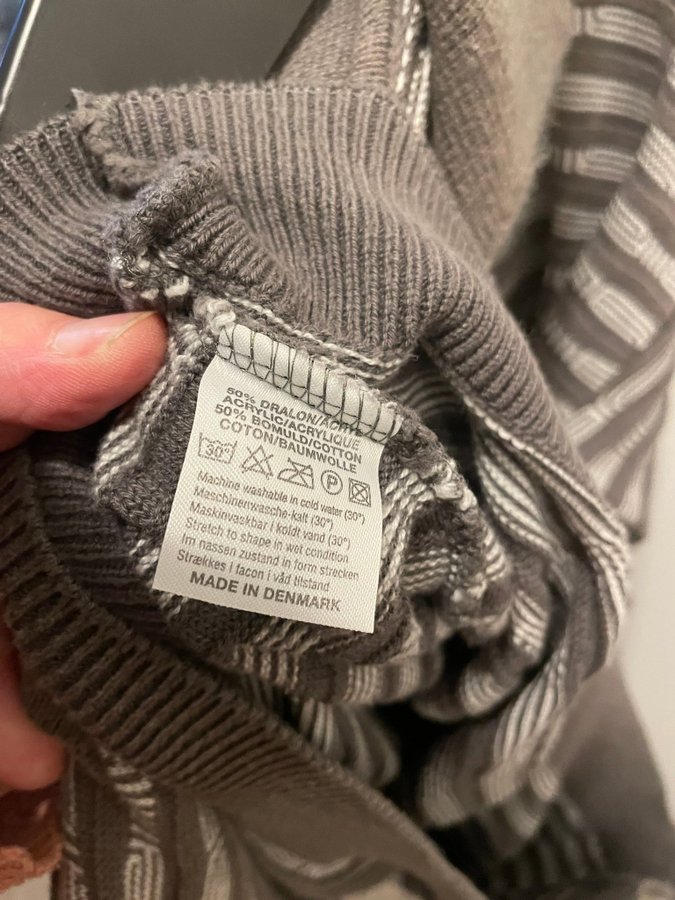 50% DRALON/ACRYL
ACRYLIC/ACRYLIQUE
50% BOMULD/COTTON
COTON/BAUMWOLLE
30° P
Machine washable in cold water (30°)
Maschinenwasche-kalt (30°)
Maskinvaskbar i koldt vand (30°)
Stretch to shape in wet condition
Im nassen zustand in form strecken
Strækkes i facon i våd tilstand
MADE IN DENMARK